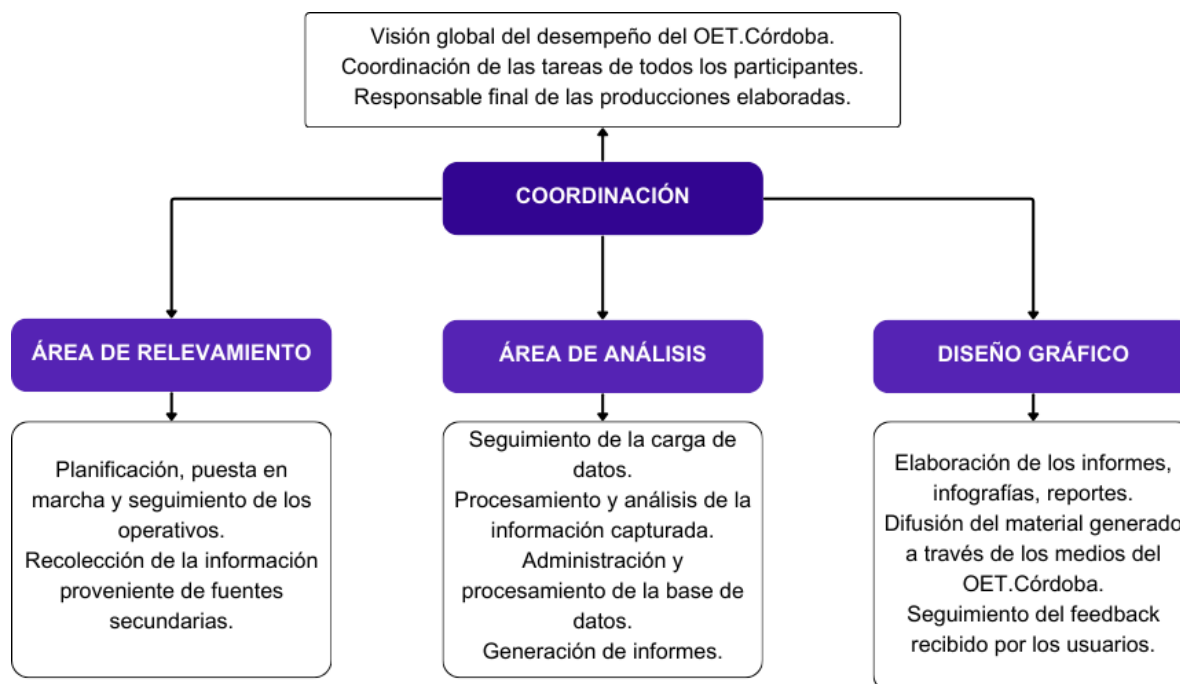 Visión global del desempeño del OET.Córdoba.
Coordinación de las tareas de todos los participantes.
Responsable final de las producciones elaboradas.
COORDINACIÓN
ÁREA DE RELEVAMIENTO
Planificación, puesta en
marcha y seguimiento de los
operativos.
Recolección de la información
proveniente de fuentes
secundarias.
ÁREA DE ANÁLISIS
Seguimiento de la carga de
datos.
Procesamiento y análisis de la
información capturada.
Administración y
procesamiento de la base de
datos.
Generación de informes.
DISEÑO GRÁFICO
Elaboración de los informes,
infografías, reportes.
Difusión del material generado
a través de los medios del
OET.Córdoba.
Seguimiento del feedback
recibido por los usuarios.